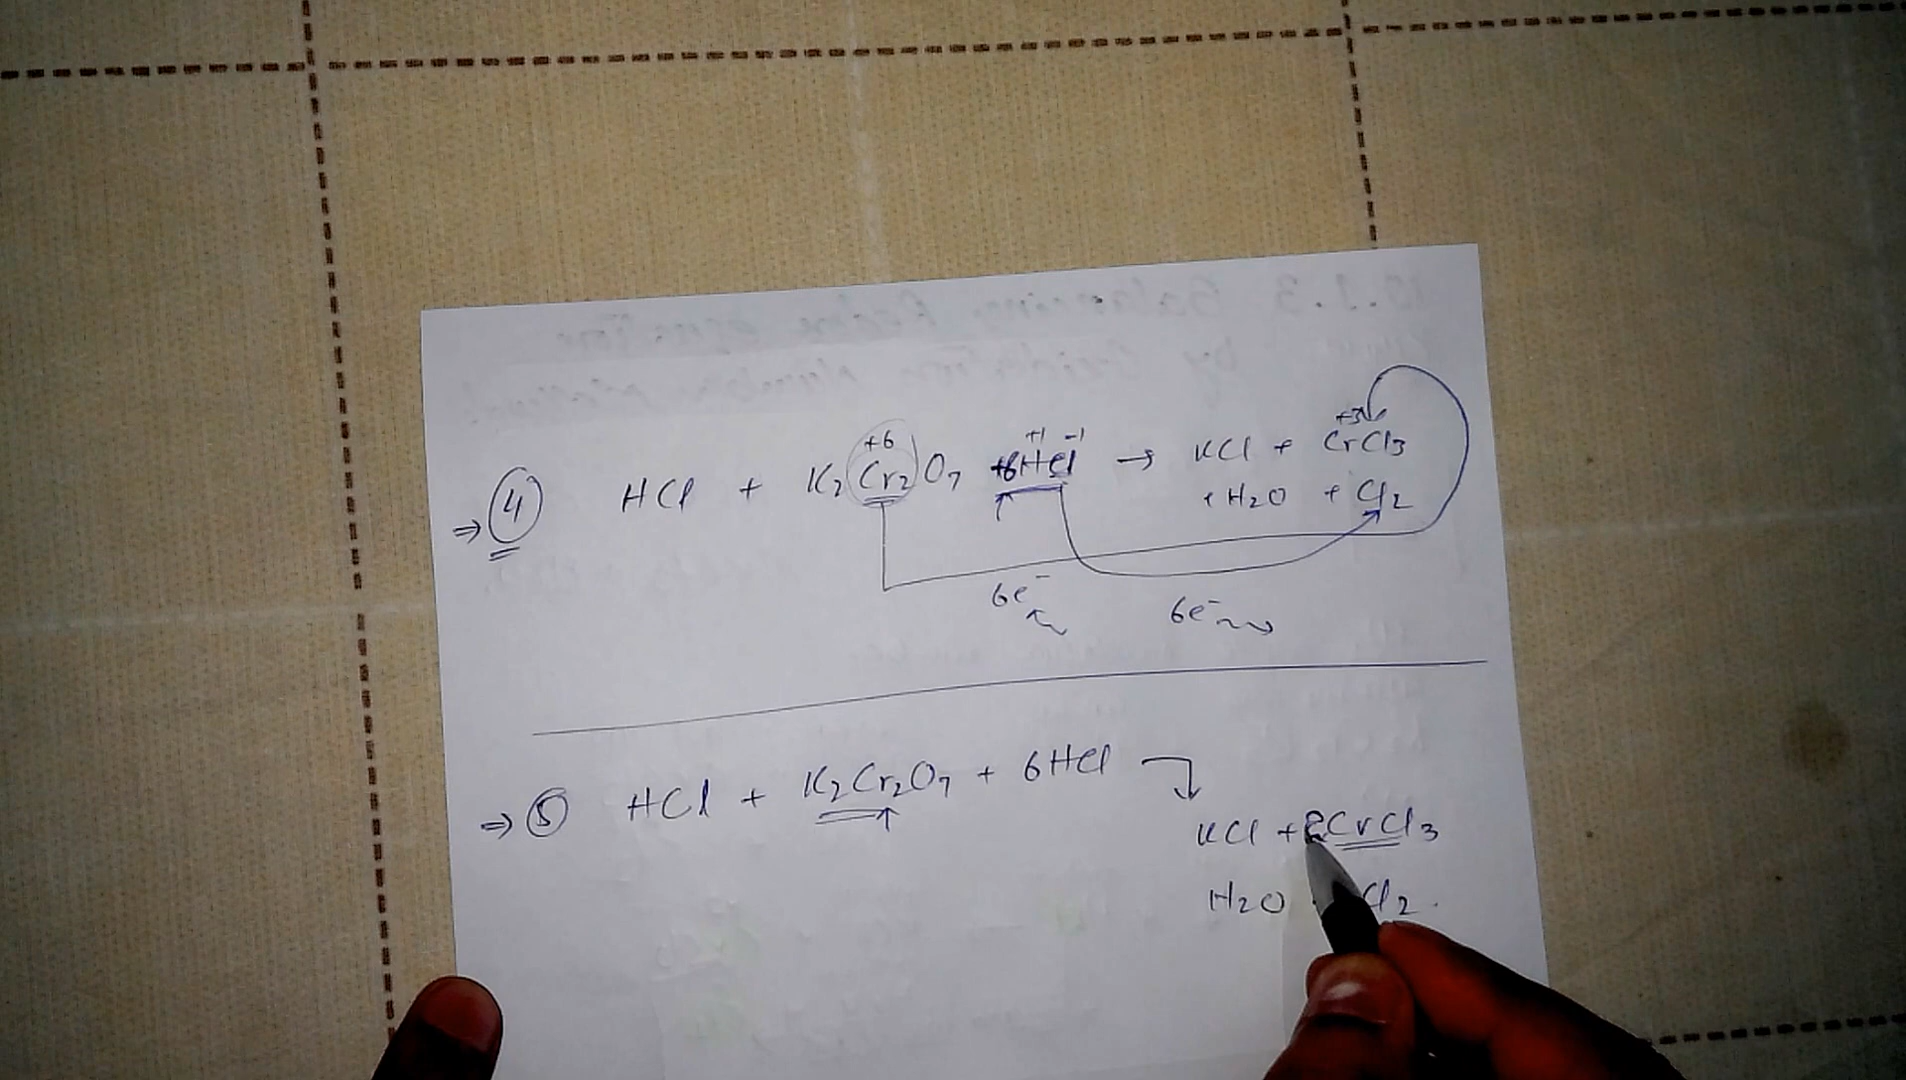 +6 +1 -1 +3
⇒ 4 HCl + K2Cr2O7 +6HCl → KCl + CrCl3
+ H2O + Cl2
6e- 6e-
⇒ 5 HCl + K2Cr2O7 + 6HCl
KCl + 2CrCl3
H2O Cl2.